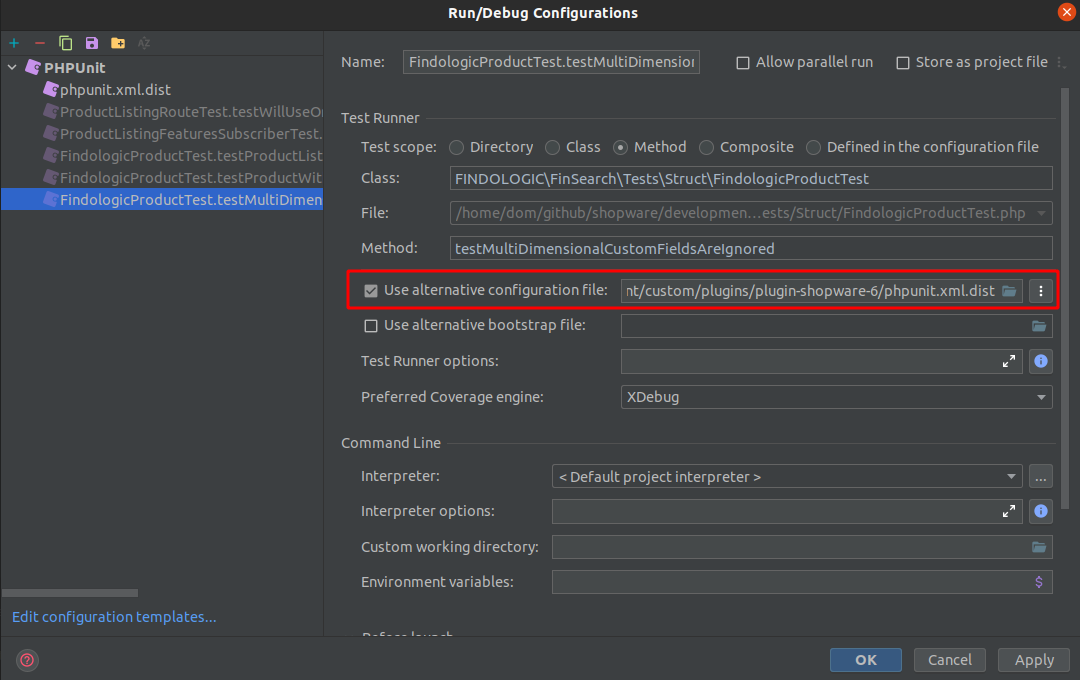 Run/Debug Configurations
PHPUnit
phpunit.xml.dist
ProductListingRouteTest.testWillUseO
ProductListingFeaturesSubscriberTest.
FindologicProductTest.testProductList
FindologicProductTest.testProductWit
FindologicProductTest.testMultiDimen
Edit configuration templates...
Name: FindologicProductTest.testMultiDimension Allow parallel run Store as project file
Test Runner
Test scope: Directory Class Method Composite Defined in the configuration file
Class: FINDOLOGIC\FinSearch\Tests\Struct\FindologicProductTest
File: /home/dom/github/shopware/developmen...ests/Struct/FindologicProductTest.php
Method: testMultiDimensionalCustomFieldsAreIgnored
Use alternative configuration file: nt/custom/plugins/plugin-shopware-6/phpunit.xml.dist
Use alternative bootstrap file:
Test Runner options:
Preferred Coverage engine: XDebug
Command Line
Interpreter: < Default project interpreter > ...
Interpreter options:
Custom working directory:
Environment variables: $
OK Cancel Apply